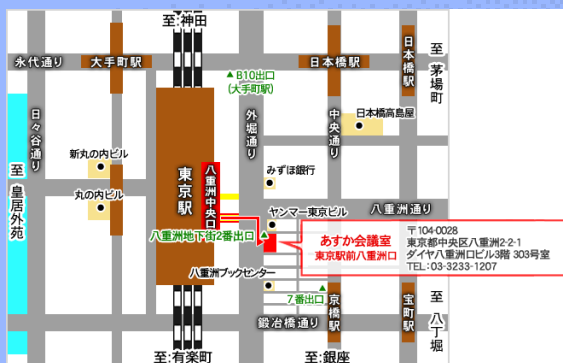 至:神田
永代通り
大手町駅
▲B10出口
(大手町駅)
日本橋駅
日本橋駅
至 茅場町
日々谷通り
外堀通り
中央通り
日本橋高島屋
新丸の内ビル
丸の内ビル
東京駅
八重洲中央口
みずほ銀行
至 皇居外苑
ヤンマー東京ビル
八重洲通り
八重洲地下街2番出口▲
あすか会議室
東京駅前八重洲口
〒104-0028
東京都中央区八重洲2-2-1
ダイヤ八重洲口ビル3階 303号室
TEL:03-3233-1207
八重洲ブックセンター
7番出口
京橋駅
宝町駅
至 八丁堀
鍛冶橋通り
至:有楽町
至:銀座